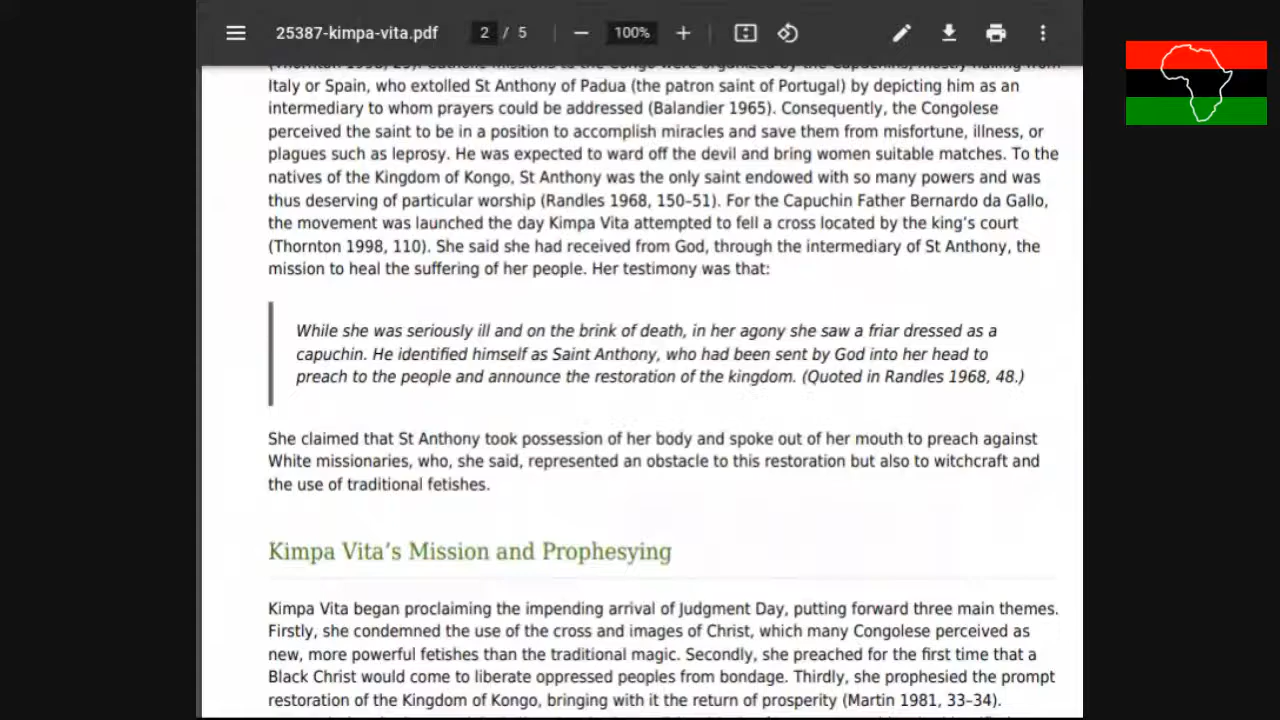 25387-kimpa-vita.pdf
2 / 5
100%
Italy or Spain, who extolled St Anthony of Padua (the patron saint of Portugal) by depicting him as an
intermediary to whom prayers could be addressed (Balandier 1965). Consequently, the Congolese
perceived the saint to be in a position to accomplish miracles and save them from misfortune, illness, or
plagues such as leprosy. He was expected to ward off the devil and bring women suitable matches. To the
natives of the Kingdom of Kongo, St Anthony was the only saint endowed with so many powers and was
thus deserving of particular worship (Randles 1968, 150–51). For the Capuchin Father Bernardo da Gallo,
the movement was launched the day Kimpa Vita attempted to fell a cross located by the king's court
(Thornton 1998, 110). She said she had received from God, through the intermediary of St Anthony, the
mission to heal the suffering of her people. Her testimony was that:
While she was seriously ill and on the brink of death, in her agony she saw a friar dressed as a
capuchin. He identified himself as Saint Anthony, who had been sent by God into her head to
preach to the people and announce the restoration of the kingdom. (Quoted in Randles 1968, 48.)
She claimed that St Anthony took possession of her body and spoke out of her mouth to preach against
White missionaries, who, she said, represented an obstacle to this restoration but also to witchcraft and
the use of traditional fetishes.
Kimpa Vita's Mission and Prophesying
Kimpa Vita began proclaiming the impending arrival of Judgment Day, putting forward three main themes.
Firstly, she condemned the use of the cross and images of Christ, which many Congolese perceived as
new, more powerful fetishes than the traditional magic. Secondly, she preached for the first time that a
Black Christ would come to liberate oppressed peoples from bondage. Thirdly, she prophesied the prompt
restoration of the Kingdom of Kongo, bringing with it the return of prosperity (Martin 1981, 33–34).